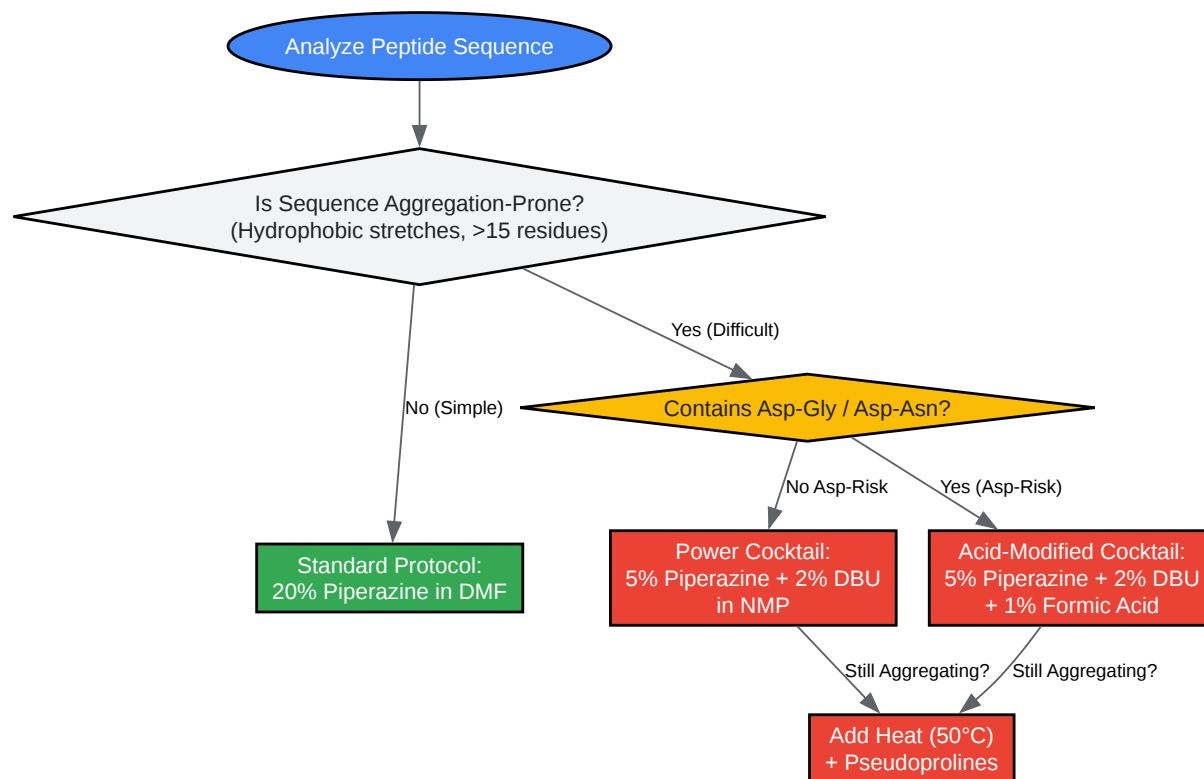 Analyze Peptide Sequence
Is Sequence Aggregation-Prone?
(Hydrophobic stretches, >15 residues)
Yes (Difficult)
No (Simple)
Contains Asp-Gly / Asp-Asn?
No Asp-Risk
Yes (Asp-Risk)
Standard Protocol:
20% Piperazine in DMF
Power Cocktail:
5% Piperazine + 2% DBU
in NMP
Acid-Modified Cocktail:
5% Piperazine + 2% DBU
+ 1% Formic Acid
Still Aggregating?
Still Aggregating?
Add Heat (50°C)
+ Pseudoprolines